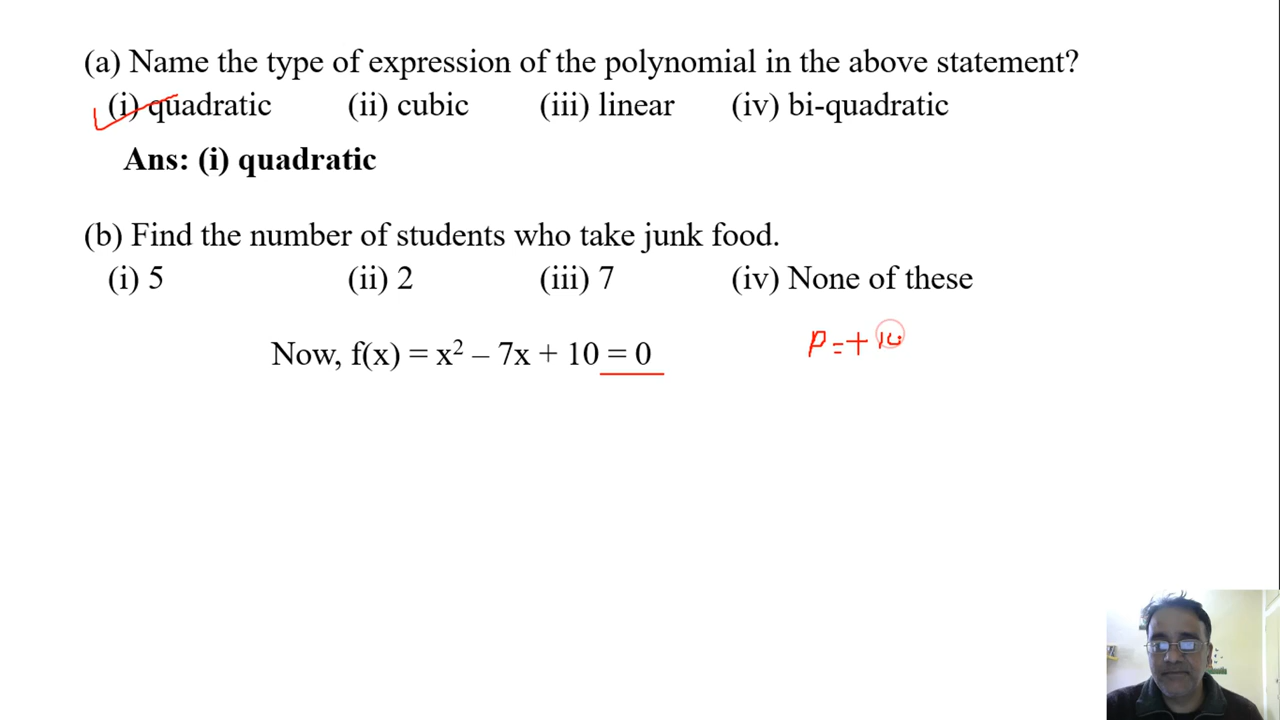 (a) Name the type of expression of the polynomial in the above statement?
(i) quadratic (ii) cubic (iii) linear (iv) bi-quadratic
Ans: (i) quadratic
(b) Find the number of students who take junk food.
(i) 5 (ii) 2 (iii) 7 (iv) None of these
Now, f(x) = x² – 7x + 10 = 0
P = + 10